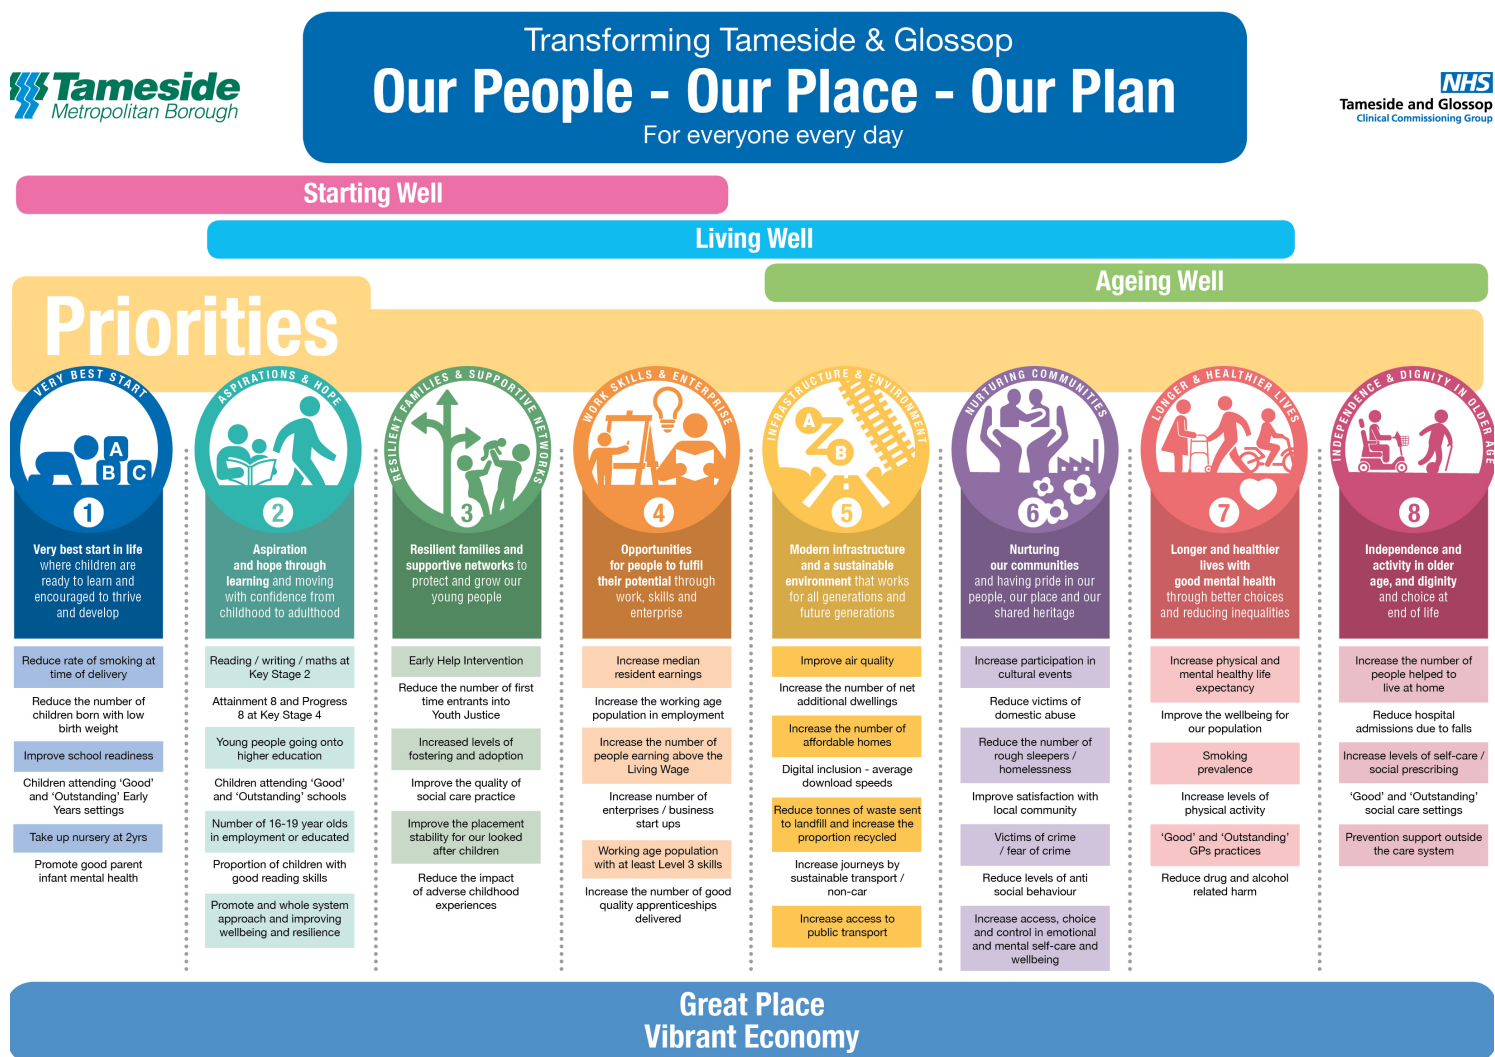 Transforming Tameside & Glossop
Our People - Our Place - Our Plan
For everyone every day
Tameside
Metropolitan Borough
NHS
Tameside and Glossop
Clinical Commissioning Group
Starting Well
Living Well
Ageing Well
Priorities
VERY BEST START
A
B C
1
Very best start in life
where children are
ready to learn and
encouraged to thrive
and develop
Reduce rate of smoking at
time of delivery
Reduce the number of
children born with low
birth weight
Improve school readiness
Children attending ‘Good’
and ‘Outstanding’ Early
Years settings
Take up nursery at 2yrs
Promote good parent
infant mental health
ASPIRATIONS & HOPE
2
Aspiration
and hope through
learning and moving
with confidence from
childhood to adulthood
Reading / writing / maths at
Key Stage 2
Attainment 8 and Progress
8 at Key Stage 4
Young people going onto
higher education
Children attending ‘Good’
and ‘Outstanding’ schools
Number of 16-19 year olds
in employment or educated
Proportion of children with
good reading skills
Promote and whole system
approach and improving
wellbeing and resilience
RESILIENT FAMILIES & SUPPORTIVE NETWORKS
3
Resilient families and
supportive networks to
protect and grow our
young people
Early Help Intervention
Reduce the number of first
time entrants into
Youth Justice
Increased levels of
fostering and adoption
Improve the quality of
social care practice
Improve the placement
stability for our looked
after children
Reduce the impact
of adverse childhood
experiences
WORK SKILLS & ENTERPRISE
4
Opportunities
for people to fulfil
their potential through
work, skills and
enterprise
Increase median
resident earnings
Increase the working age
population in employment
Increase the number of
people earning above the
Living Wage
Increase number of
enterprises / business
start ups
Working age population
with at least Level 3 skills
Increase the number of good
quality apprenticeships
delivered
INFRASTRUCTURE & ENVIRONMENT
A
B
5
Modern infrastructure
and a sustainable
environment that works
for all generations and
future generations
Improve air quality
Increase the number of net
additional dwellings
Increase the number of
affordable homes
Digital inclusion - average
download speeds
Reduce tonnes of waste sent
to landfill and increase the
proportion recycled
Increase journeys by
sustainable transport /
non-car
Increase access to
public transport
NURTURING COMMUNITIES
6
Nurturing
our communities
and having pride in our
people, our place and our
shared heritage
Increase participation in
cultural events
Reduce victims of
domestic abuse
Reduce the number of
rough sleepers /
homelessness
Improve satisfaction with
local community
Victims of crime
/ fear of crime
Reduce levels of anti
social behaviour
Increase access, choice
and control in emotional
and mental self-care and
wellbeing
LONGER & HEALTHIER LIVES
7
Longer and healthier
lives with
good mental health
through better choices
and reducing inequalities
Increase physical and
mental healthy life
expectancy
Improve the wellbeing for
our population
Smoking
prevalence
Increase levels of
physical activity
‘Good’ and ‘Outstanding’
GPs practices
Reduce drug and alcohol
related harm
INDEPENDENCE & DIGNITY IN OLDER AGE
8
Independence and
activity in older
age, and diginity
and choice at
end of life
Increase the number of
people helped to
live at home
Reduce hospital
admissions due to falls
Increase levels of self-care /
social prescribing
‘Good’ and ‘Outstanding’
social care settings
Prevention support outside
the care system
Great Place
Vibrant Economy